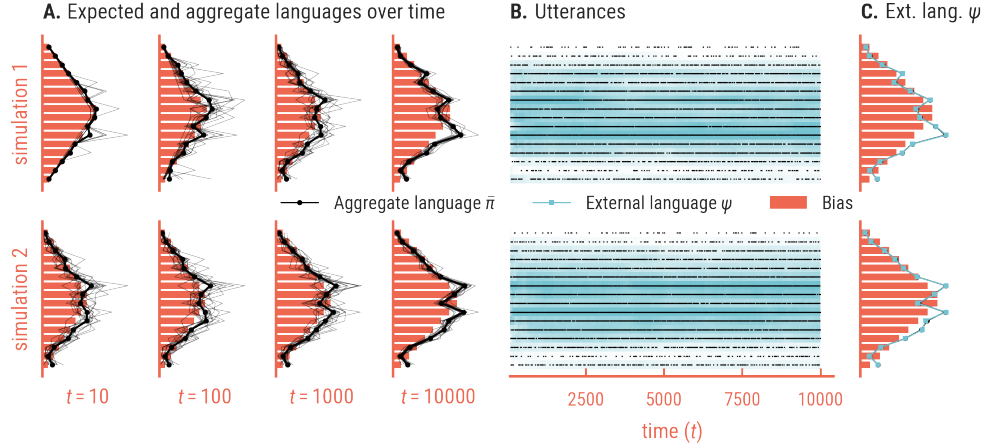 A. Expected and aggregate languages over time
B. Utterances
C. Ext. lang. ψ
simulation 1
Aggregate language π̄
External language ψ
Bias
simulation 2
t = 10
t = 100
t = 1000
t = 10000
2500
5000
7500
10000
time (t)